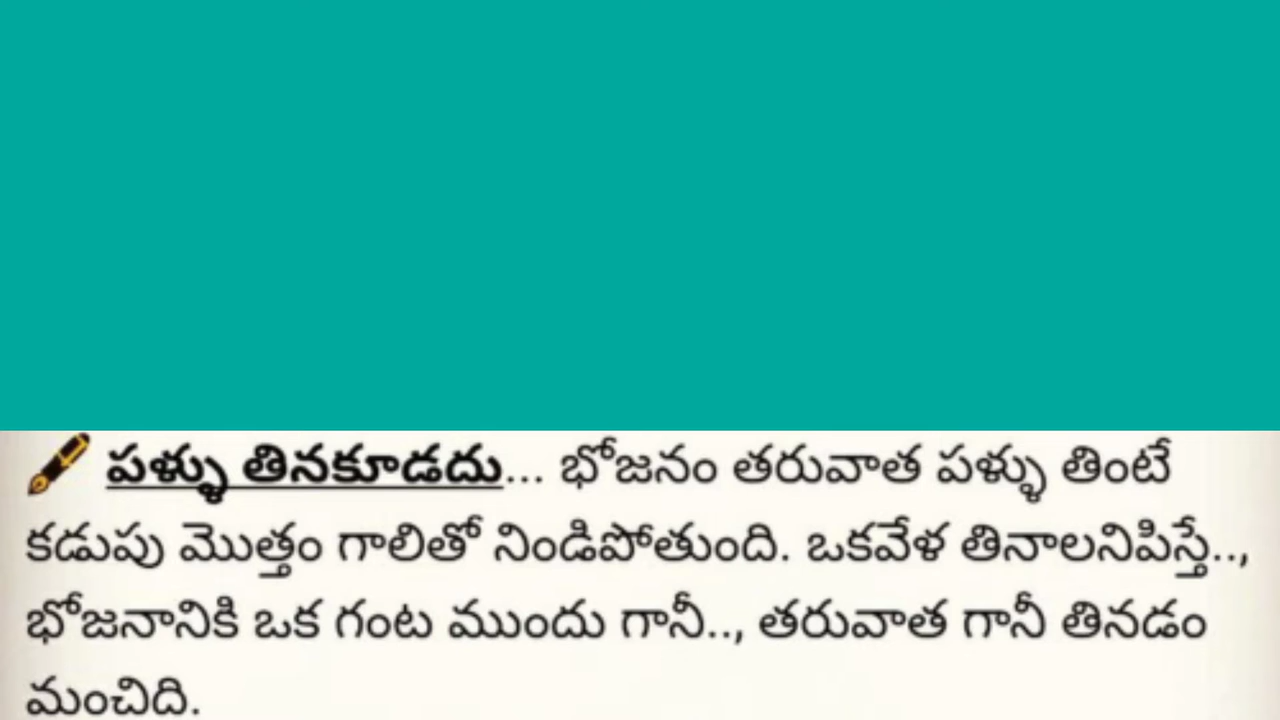 పళ్ళు తినకూడదు... భోజనం తరువాత పళ్ళు తింటే
కడుపు మొత్తం గాలితో నిండిపోతుంది. ఒకవేళ తినాలనిపిస్తే..,
భోజనానికి ఒక గంట ముందు గానీ.., తరువాత గానీ తినడం
మంచిది.